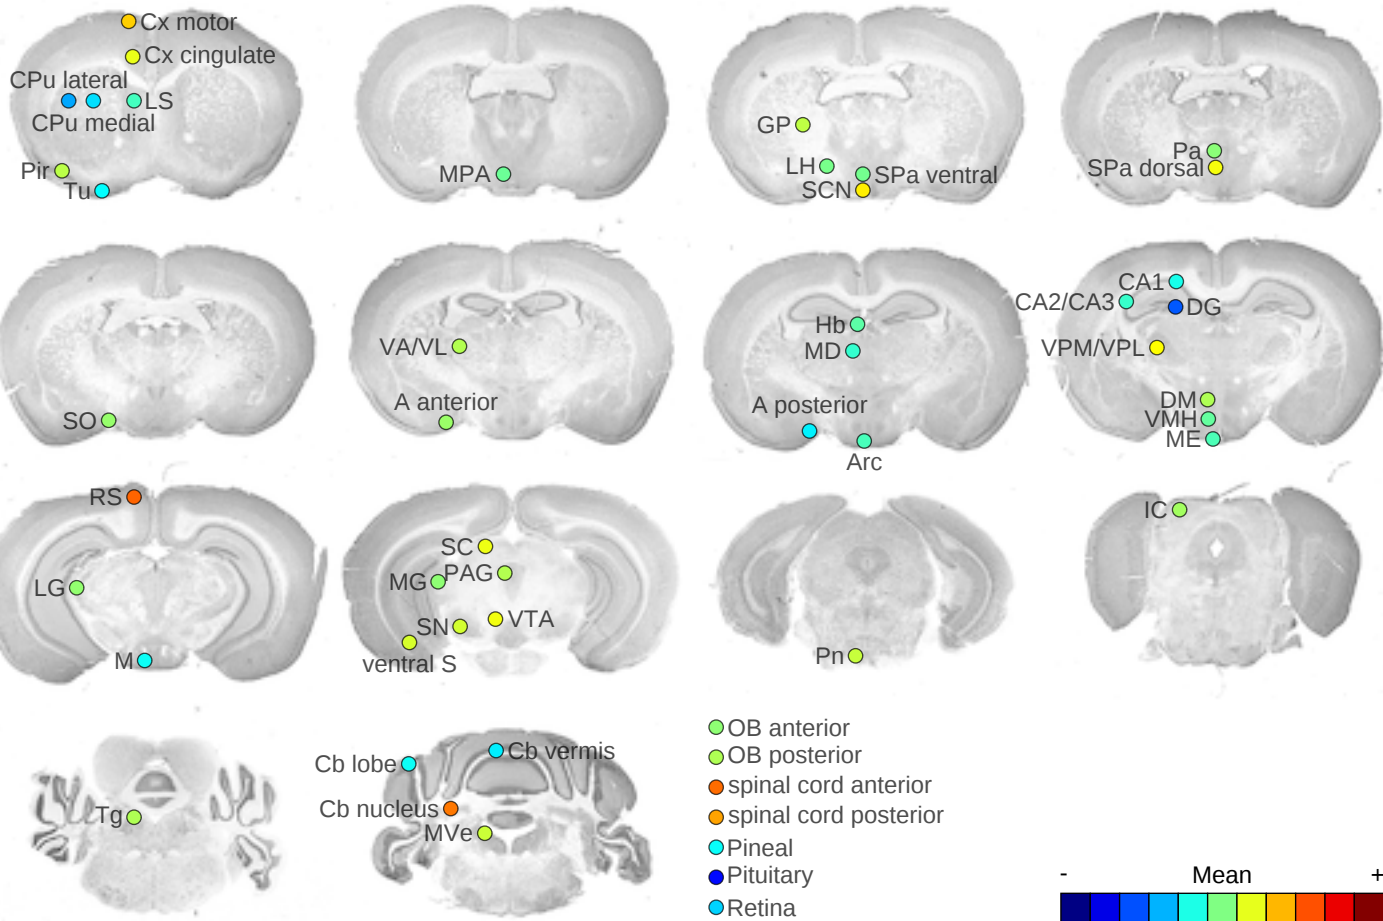 Cx motor
Cx cingulate
CPu lateral
LS
CPu medial
Pir
Tu
MPA
GP
LH
SPa ventral
SCN
Pa
SPa dorsal
SO
VA/VL
A anterior
Hb
MD
A posterior
Arc
CA1
CA2/CA3
DG
VPM/VPL
DM
VMH
ME
RS
LG
M
SC
MG
PAG
SN
VTA
ventral S
Pn
IC
Tg
Cb lobe
Cb vermis
Cb nucleus
MVe
OB anterior
OB posterior
spinal cord anterior
spinal cord posterior
Pineal
Pituitary
Retina
- Mean +